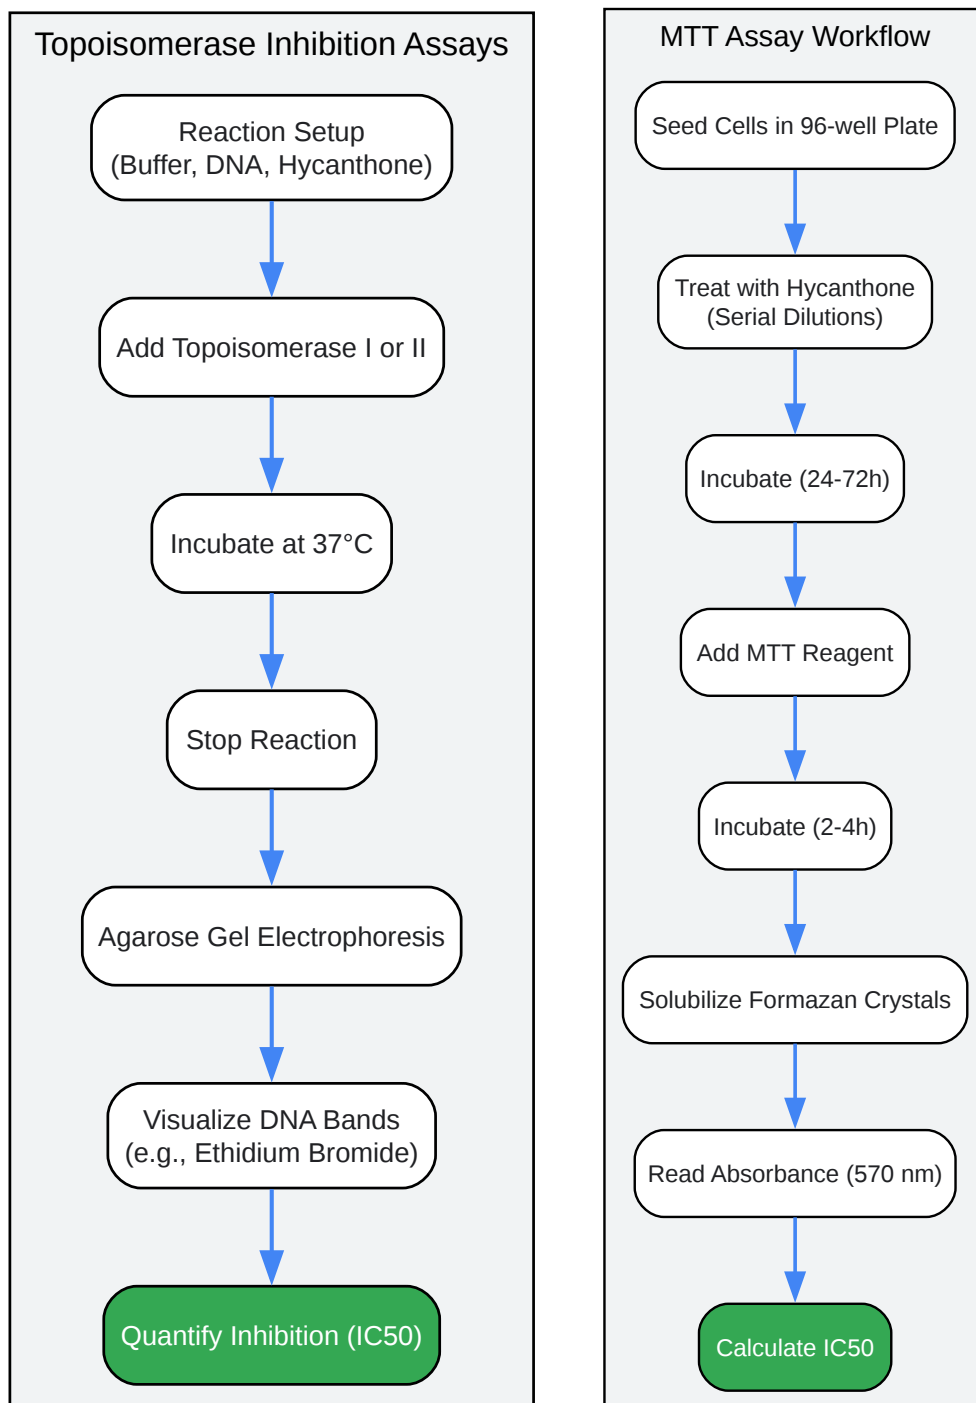 Topoisomerase Inhibition Assays
Reaction Setup
(Buffer, DNA, Hycanthone)
Add Topoisomerase I or II
Incubate at 37°C
Stop Reaction
Agarose Gel Electrophoresis
Visualize DNA Bands
(e.g., Ethidium Bromide)
Quantify Inhibition (IC50)
MTT Assay Workflow
Seed Cells in 96-well Plate
Treat with Hycanthone
(Serial Dilutions)
Incubate (24-72h)
Add MTT Reagent
Incubate (2-4h)
Solubilize Formazan Crystals
Read Absorbance (570 nm)
Calculate IC50